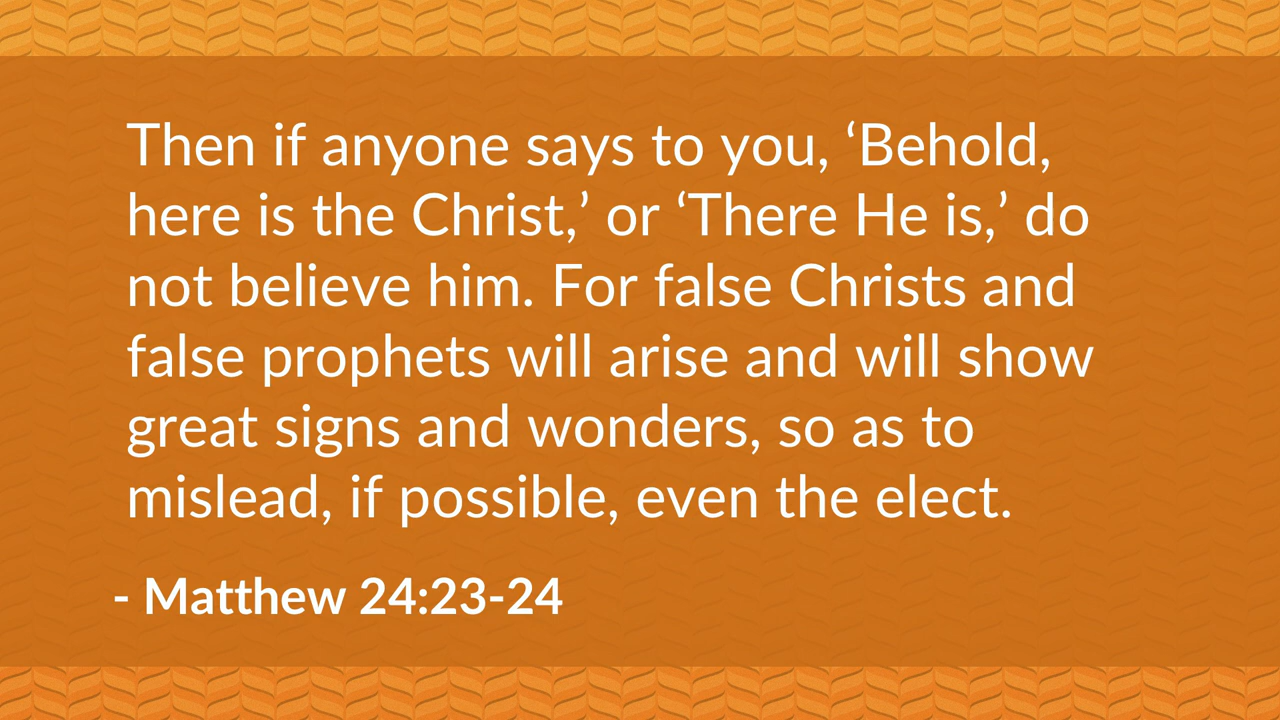 Then if anyone says to you, ‘Behold,
here is the Christ,’ or ‘There He is,’ do
not believe him. For false Christs and
false prophets will arise and will show
great signs and wonders, so as to
mislead, if possible, even the elect.
- Matthew 24:23-24